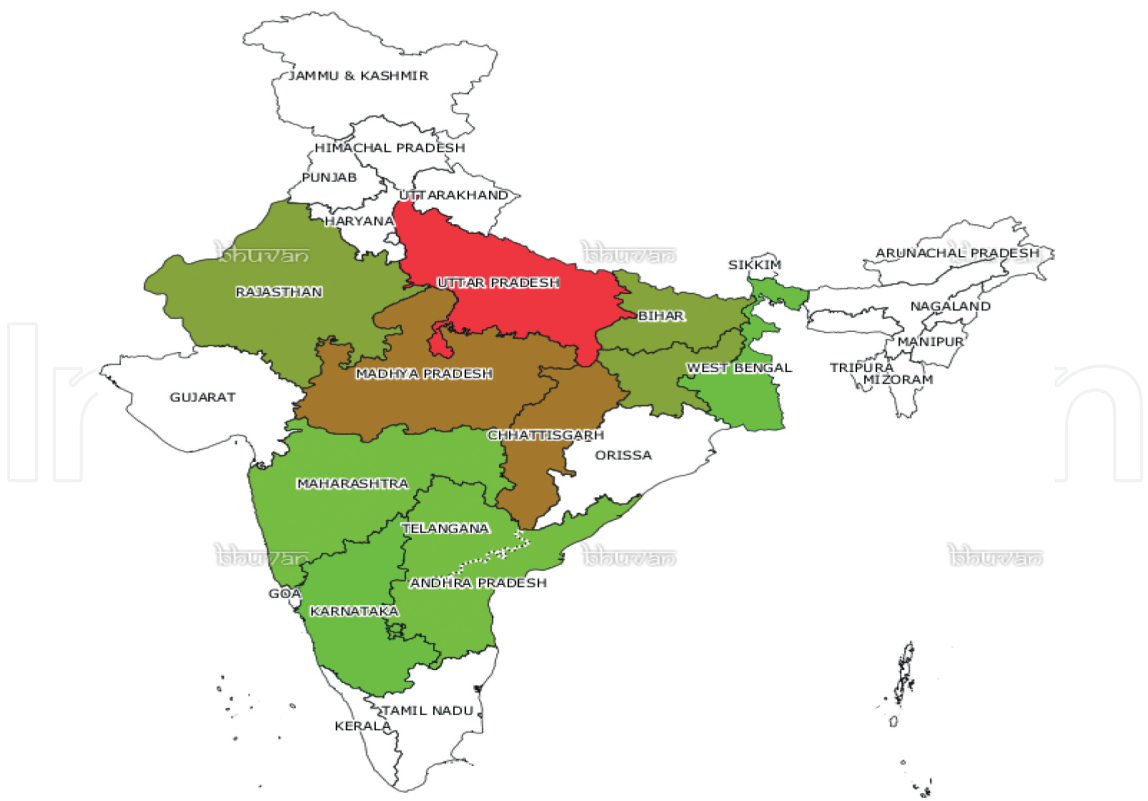 JAMMU & KASHMIR
HIMACHAL PRADESH
PUNJAB
UTTARAKHAND
HARYANA
bhuvan
bhuvan
bhuvan
ARUNACHAL PRADESH
SIKKIM
UTTAR PRADESH
RAJASTHAN
NAGALAND
BIHAR
MANIPUR
WEST BENGAL
TRIPURA
MADHYA PRADESH
MIZORAM
GUJARAT
CHHATTISGARH
ORISSA
MAHARASHTRA
TELANGANA
bhuvan
bhuvan
bhuvan
ANDHRA PRADESH
GOA
KARNATAKA
TAMIL NADU
KERALA